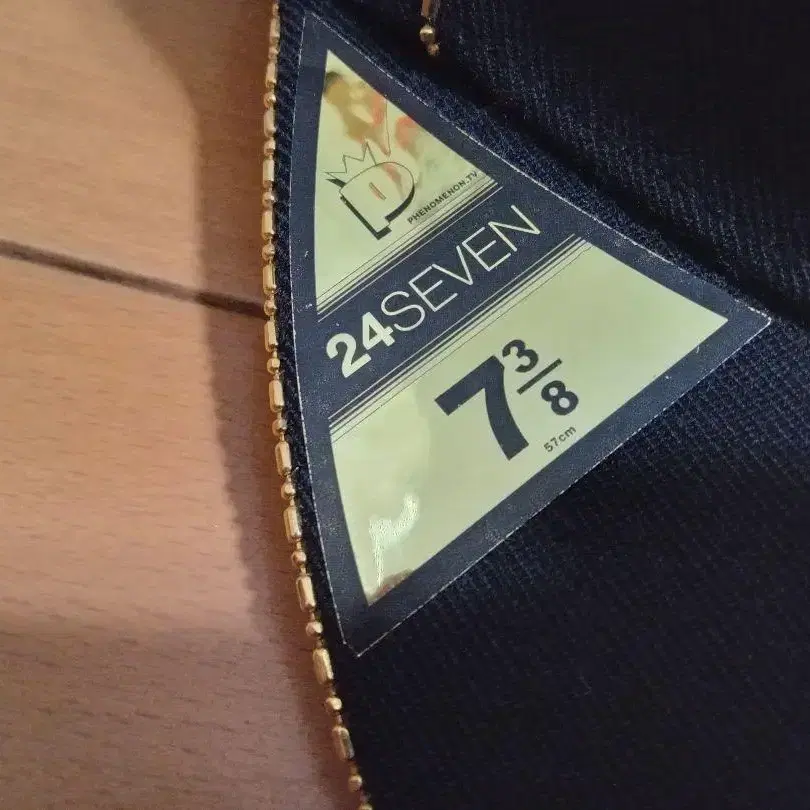 P
PHENOMENON.TV
24SEVEN
7 3/8
57cm